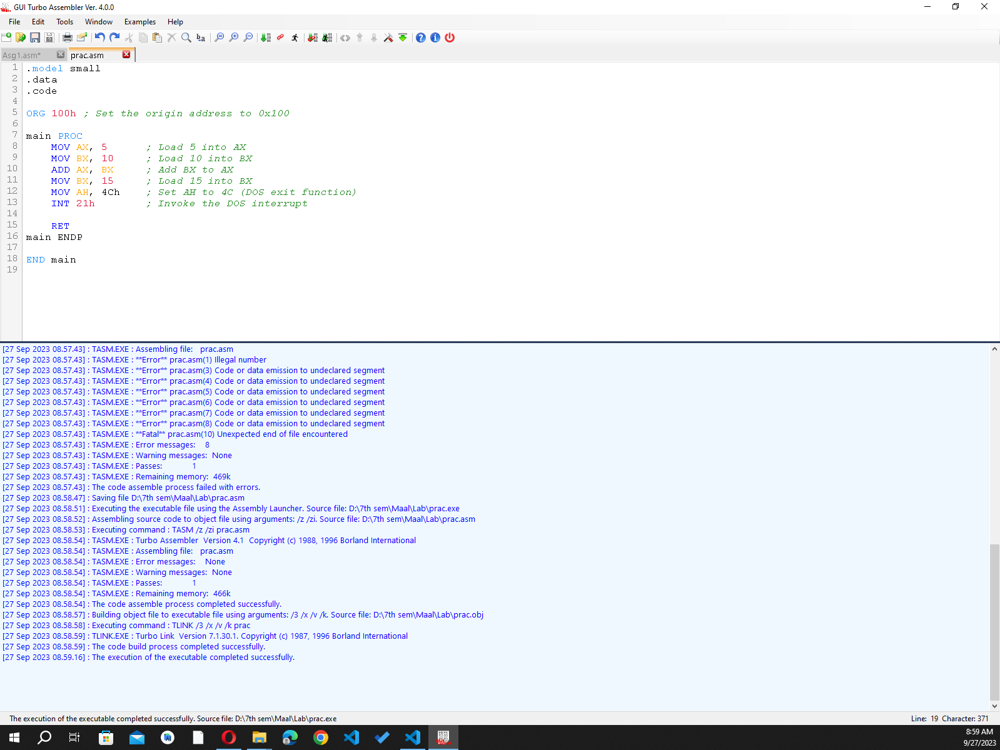 GUI Turbo Assembler Ver. 4.0.0
File Edit Tools Window Examples Help
Asg1.asm* prac.asm
1 .model small
2 .data
3 .code
4
5 ORG 100h ; Set the origin address to 0x100
6
7 main PROC
8 MOV AX, 5 ; Load 5 into AX
9 MOV BX, 10 ; Load 10 into BX
10 ADD AX, BX ; Add BX to AX
11 MOV BX, 15 ; Load 15 into BX
12 MOV AH, 4Ch ; Set AH to 4C (DOS exit function)
13 INT 21h ; Invoke the DOS interrupt
14
15 RET
16 main ENDP
17
18 END main
19
[27 Sep 2023 08.57.43] : TASM.EXE : Assembling file: prac.asm
[27 Sep 2023 08.57.43] : TASM.EXE : **Error** prac.asm(1) Illegal number
[27 Sep 2023 08.57.43] : TASM.EXE : **Error** prac.asm(3) Code or data emission to undeclared segment
[27 Sep 2023 08.57.43] : TASM.EXE : **Error** prac.asm(4) Code or data emission to undeclared segment
[27 Sep 2023 08.57.43] : TASM.EXE : **Error** prac.asm(5) Code or data emission to undeclared segment
[27 Sep 2023 08.57.43] : TASM.EXE : **Error** prac.asm(6) Code or data emission to undeclared segment
[27 Sep 2023 08.57.43] : TASM.EXE : **Error** prac.asm(7) Code or data emission to undeclared segment
[27 Sep 2023 08.57.43] : TASM.EXE : **Error** prac.asm(8) Code or data emission to undeclared segment
[27 Sep 2023 08.57.43] : TASM.EXE : **Fatal** prac.asm(10) Unexpected end of file encountered
[27 Sep 2023 08.57.43] : TASM.EXE : Error messages: 8
[27 Sep 2023 08.57.43] : TASM.EXE : Warning messages: None
[27 Sep 2023 08.57.43] : TASM.EXE : Passes: 1
[27 Sep 2023 08.57.43] : TASM.EXE : Remaining memory: 469k
[27 Sep 2023 08.57.43] : The code assemble process failed with errors.
[27 Sep 2023 08.58.47] : Saving file D:\7th sem\Maal\Lab\prac.asm
[27 Sep 2023 08.58.51] : Executing the executable file using the Assembly Launcher. Source file: D:\7th sem\Maal\Lab\prac.exe
[27 Sep 2023 08.58.52] : Assembling source code to object file using arguments: /z /zi. Source file: D:\7th sem\Maal\Lab\prac.asm
[27 Sep 2023 08.58.53] : Executing command : TASM /z /zi prac.asm
[27 Sep 2023 08.58.54] : TASM.EXE : Turbo Assembler Version 4.1 Copyright (c) 1988, 1996 Borland International
[27 Sep 2023 08.58.54] : TASM.EXE : Assembling file: prac.asm
[27 Sep 2023 08.58.54] : TASM.EXE : Error messages: None
[27 Sep 2023 08.58.54] : TASM.EXE : Warning messages: None
[27 Sep 2023 08.58.54] : TASM.EXE : Passes: 1
[27 Sep 2023 08.58.54] : TASM.EXE : Remaining memory: 466k
[27 Sep 2023 08.58.54] : The code assemble process completed successfully.
[27 Sep 2023 08.58.57] : Building object file to executable file using arguments: /3 /x /v /k. Source file: D:\7th sem\Maal\Lab\prac.obj
[27 Sep 2023 08.58.58] : Executing command : TLINK /3 /x /v /k prac
[27 Sep 2023 08.58.59] : TLINK.EXE : Turbo Link Version 7.1.30.1. Copyright (c) 1987, 1996 Borland International
[27 Sep 2023 08.58.59] : The code build process completed successfully.
[27 Sep 2023 08.59.16] : The execution of the executable completed successfully.
The execution of the executable completed successfully. Source file: D:\7th sem\Maal\Lab\prac.exe
Line: 19 Character: 371
8:59 AM
9/27/2023